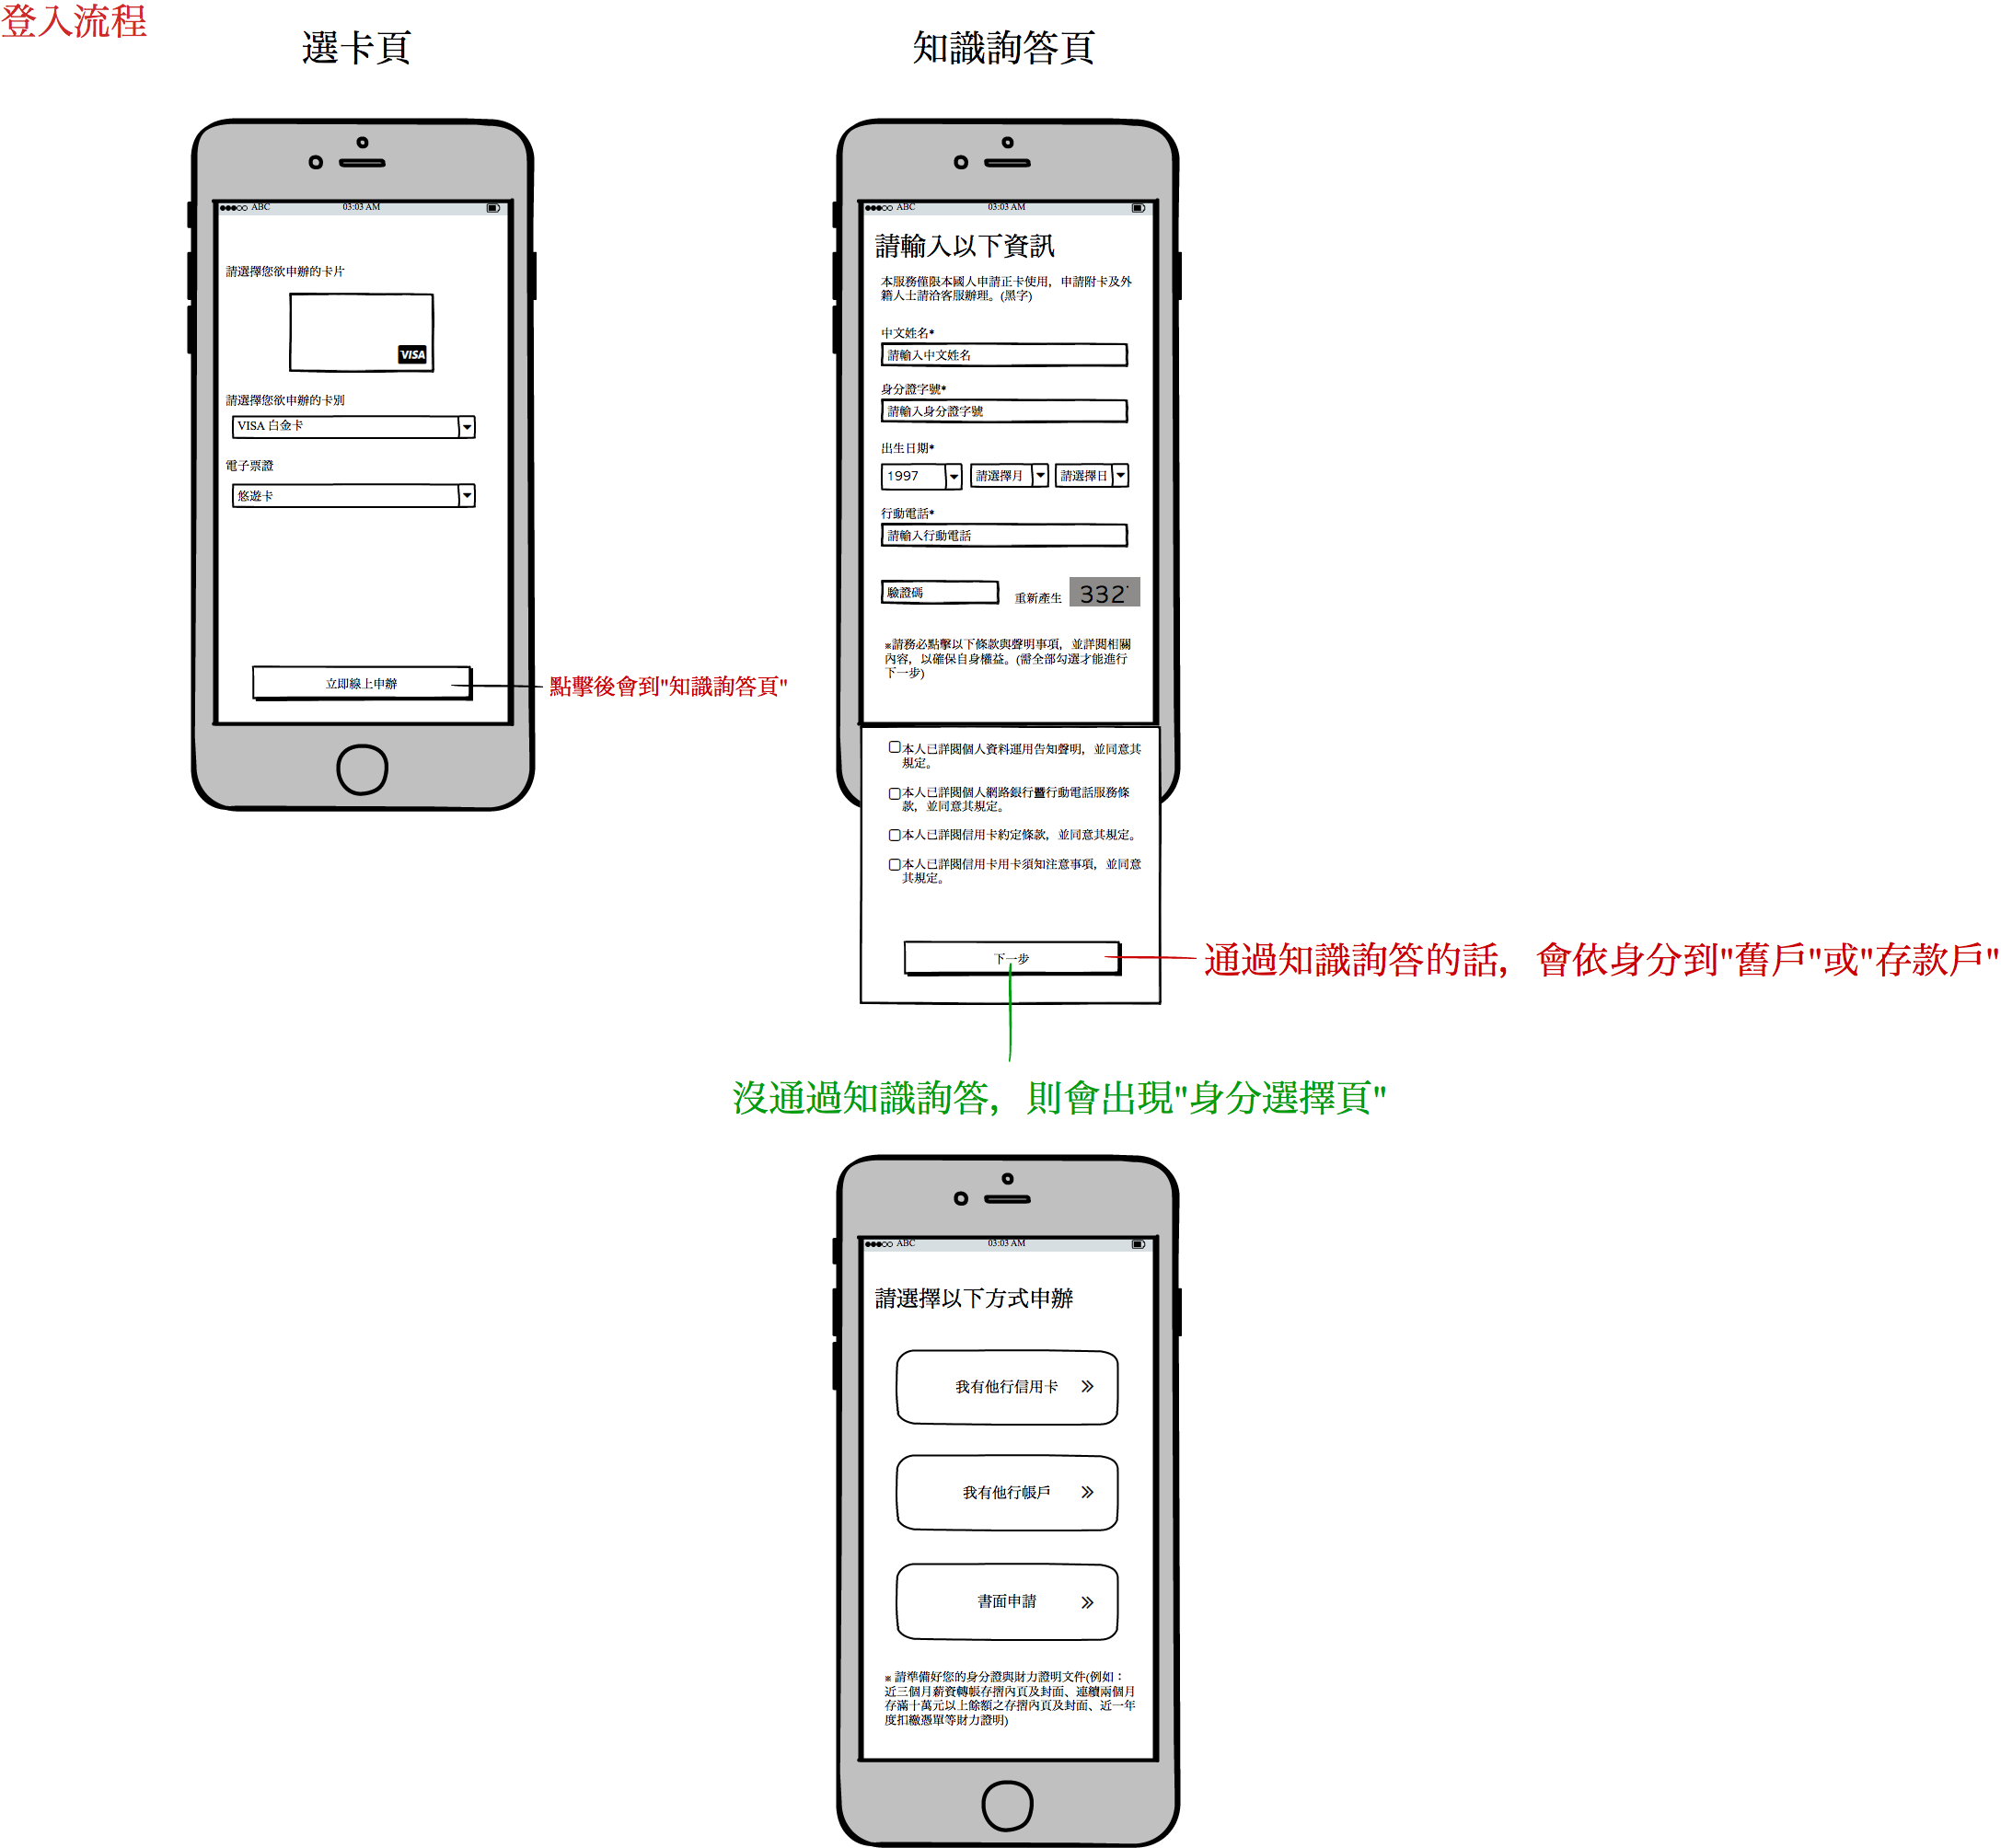 登入流程
選卡頁
ABC 03:03 AM
請選擇您欲申辦的卡片
VISA
請選擇您欲申辦的卡別
VISA 白金卡
電子票證
悠遊卡
立即線上申辦
點擊後會到"知識詢答頁"
知識詢答頁
ABC 03:03 AM
請輸入以下資訊
本服務僅限本國人申請正卡使用，申請附卡及外
籍人士請洽客服辦理。(黑字)
中文姓名*
請輸入中文姓名
身分證字號*
請輸入身分證字號
出生日期*
1997 請選擇月 請選擇日
行動電話*
請輸入行動電話
驗證碼 重新產生 332
※請務必點擊以下條款與聲明事項，並詳閱相關
內容，以確保自身權益。(需全部勾選才能進行
下一步)
本人已詳閱個人資料運用告知聲明，並同意其
規定。
本人已詳閱個人網路銀行暨行動電話服務條
款，並同意其規定。
本人已詳閱信用卡約定條款，並同意其規定。
本人已詳閱信用卡用卡須知注意事項，並同意
其規定。
下一步
通過知識詢答的話，會依身分到"舊戶"或"存款戶"
沒通過知識詢答，則會出現"身分選擇頁"
ABC 03:03 AM
請選擇以下方式申辦
我有他行信用卡 »
我有他行帳戶 »
書面申請 »
※ 請準備好您的身分證與財力證明文件(例如：
近三個月薪資轉帳存摺內頁及封面、連續兩個月
存滿十萬元以上餘額之存摺內頁及封面、近一年
度扣繳憑單等財力證明)